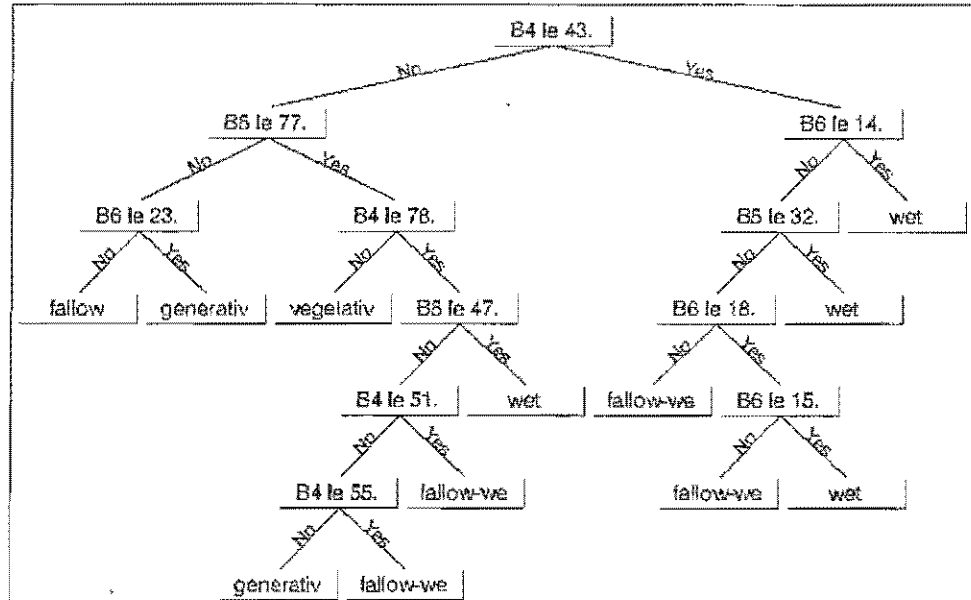 B4 le 43.
No
Yes
B5 le 77.
B6 le 14.
No
Yes
No
Yes
B6 le 23.
B4 le 78.
B5 le 32.
wet
No
Yes
No
Yes
No
Yes
fallow
generativ
vegetativ
B5 le 47.
B6 le 18.
wet
No
Yes
No
Yes
B4 le 51.
wet
fallow-we
B6 le 15.
No
Yes
No
Yes
B4 le 55.
fallow-we
fallow-we
wet
No
Yes
generativ
fallow-we